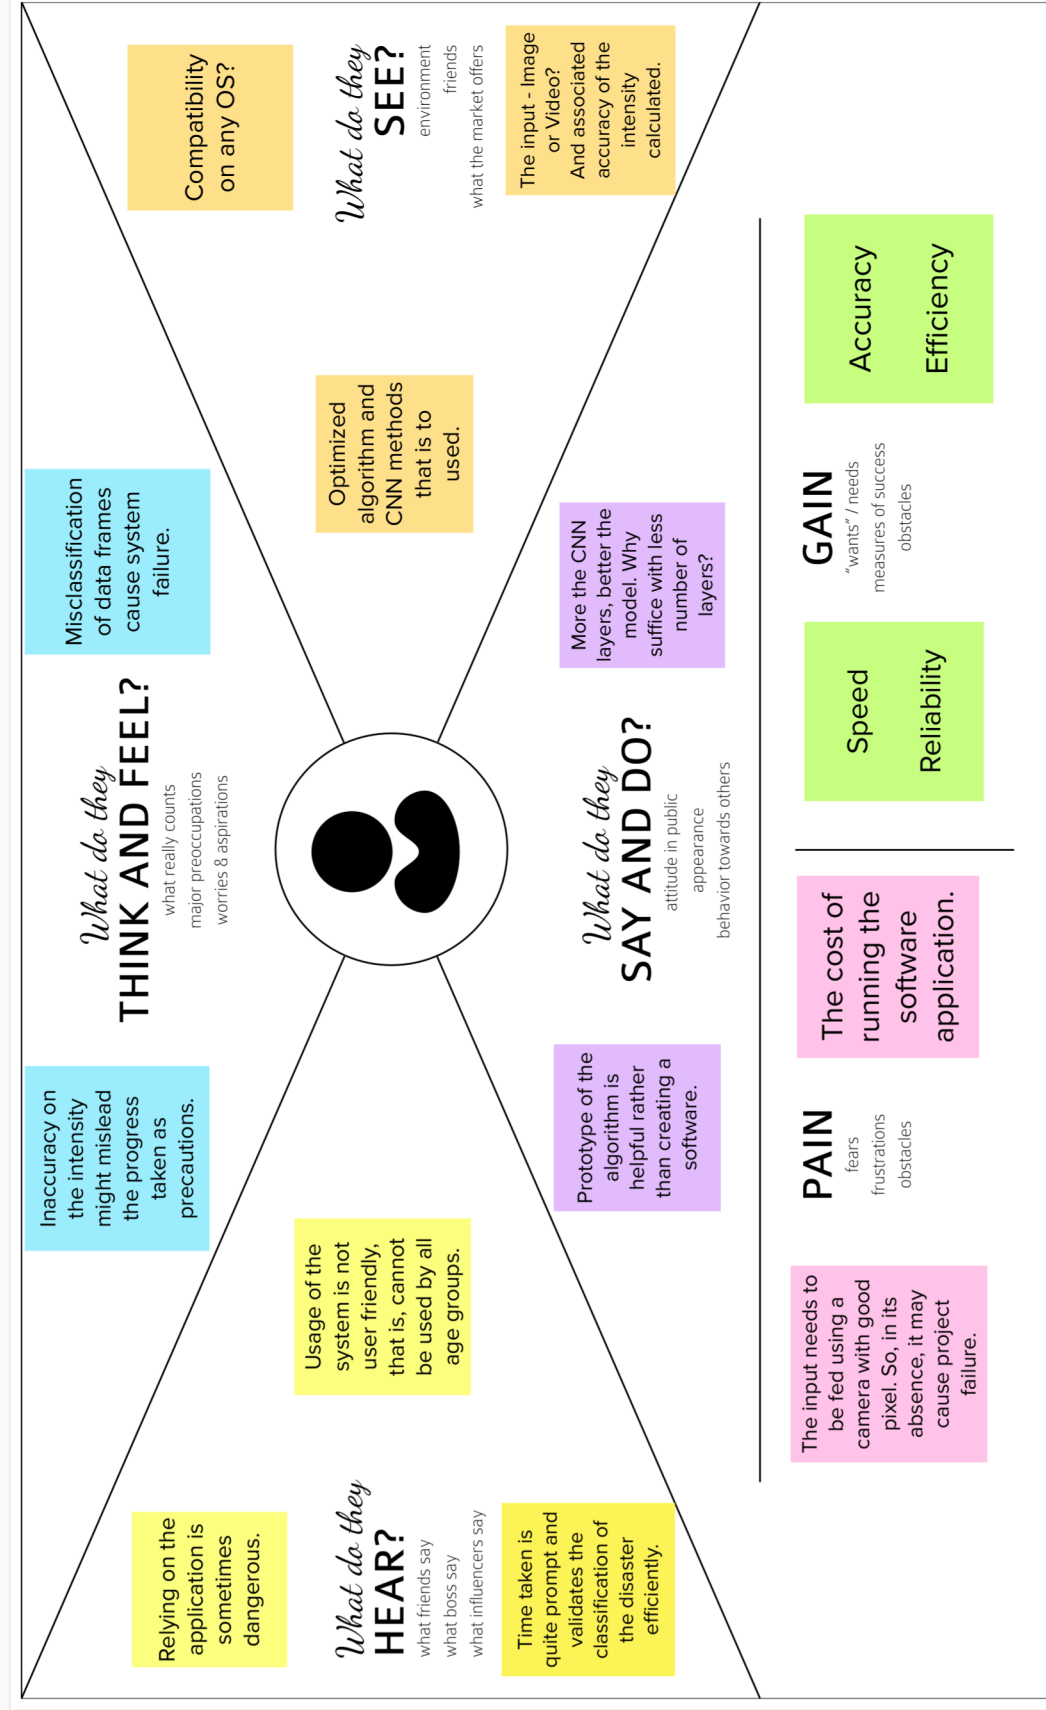 What do they
THINK AND FEEL?
what really counts
major preoccupations
worries & aspirations
Inaccuracy on
the intensity
might mislead
the progress
taken as
precautions.
Misclassification
of data frames
cause system
failure.
What do they
HEAR?
what friends say
what boss say
what influencers say
Relying on the
application is
sometimes
dangerous.
Usage of the
system is not
user friendly,
that is, cannot
be used by all
age groups.
Time taken is
quite prompt and
validates the
classification of
the disaster
efficiently.
What do they
SEE?
environment
friends
what the market offers
Compatibility
on any OS?
Optimized
algorithm and
CNN methods
that is to
used.
The input - Image
or Video?
And associated
accuracy of the
intensity
calculated.
What do they
SAY AND DO?
attitude in public
appearance
behavior towards others
Prototype of the
algorithm is
helpful rather
than creating a
software.
More the CNN
layers, better the
model. Why
suffice with less
number of
layers?
PAIN
fears
frustrations
obstacles
The input needs to
be fed using a
camera with good
pixel. So, in its
absence, it may
cause project
failure.
The cost of
running the
software
application.
GAIN
"wants" / needs
measures of success
obstacles
Speed
Reliability
Accuracy
Efficiency